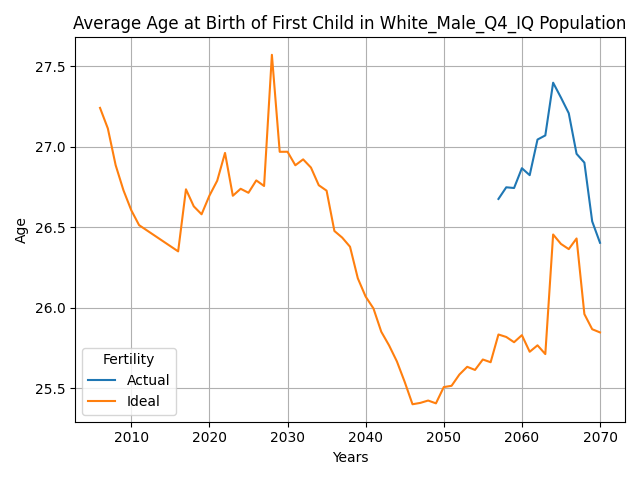 Average Age at Birth of First Child in White_Male_Q4_IQ Population
27.5
27.0
26.5
26.0
25.5
Age
Fertility
Actual
Ideal
2010 2020 2030 2040 2050 2060 2070
Years